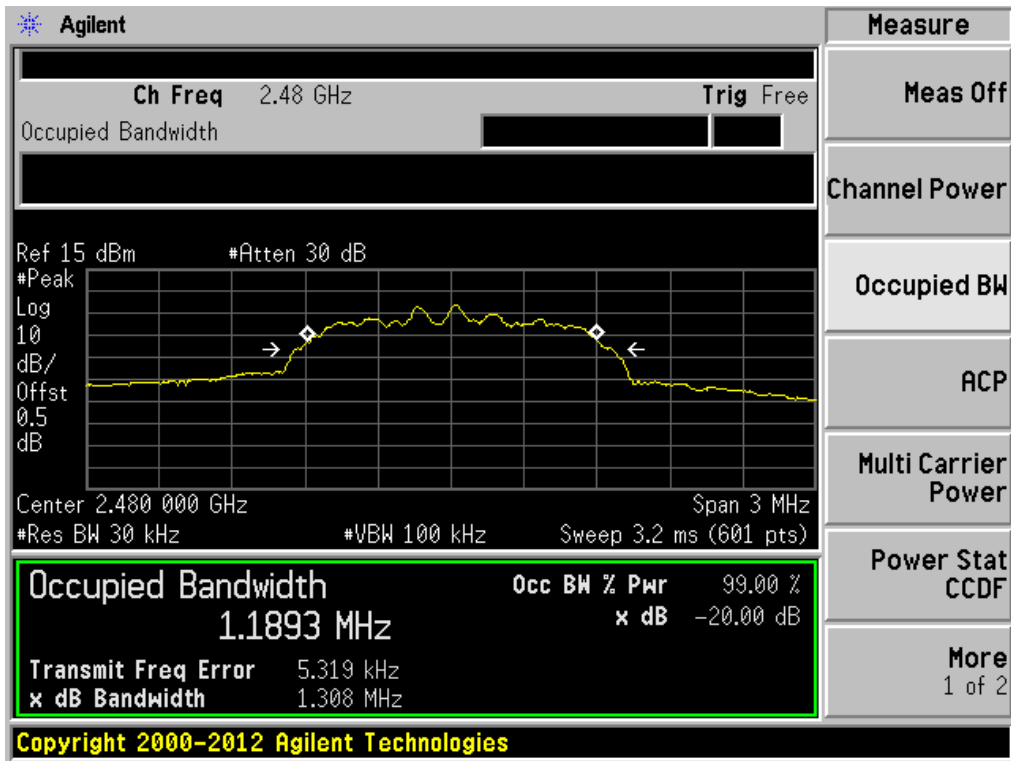 Agilent
Measure
Ch Freq 2.48 GHz Trig Free
Occupied Bandwidth
Meas Off
Channel Power
Occupied BW
ACP
Multi Carrier
Power
Power Stat
CCDF
More
1 of 2
Ref 15 dBm #Atten 30 dB
#Peak
Log
10
dB/
Offst
0.5
dB
Center 2.480 000 GHz Span 3 MHz
#Res BW 30 kHz #VBW 100 kHz Sweep 3.2 ms (601 pts)
Occupied Bandwidth Occ BW % Pwr 99.00 %
1.1893 MHz x dB -20.00 dB
Transmit Freq Error 5.319 kHz
x dB Bandwidth 1.308 MHz
Copyright 2000-2012 Agilent Technologies